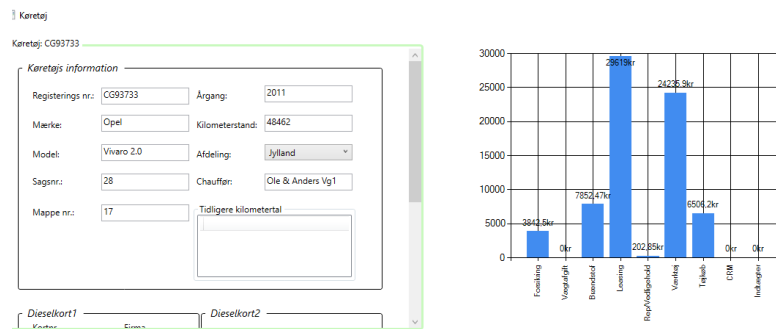 Køretøj
Køretøj: CG93733
Køretøjs information
Registerings nr.: CG93733 Årgang: 2011
Mærke: Opel Kilometerstand: 48462
Model: Vivaro 2.0 Afdeling: Jylland
Sagsnr.: 28 Chauffør: Ole & Anders Vg1
Mappe nr.: 17 Tidligere kilometertal
Dieselkort1 Dieselkort2
Kortnr. Firma
30000
25000
20000
15000
10000
5000
0
3842,5kr
0kr
7852,47kr
29619kr
202,85kr
24235,9kr
6506,2kr
0kr
0kr
Forsikring
Vægtafgift
Brændstof
Leasing
Rep/Vedligehold
Værktøj
Tøjkøb
CRM
Indtægter